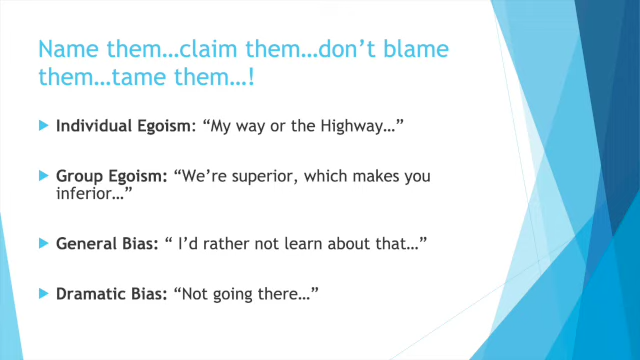 Name them…claim them…don't blame
them…tame them…!
Individual Egoism: “My way or the Highway…”
Group Egoism: “We're superior, which makes you
inferior…”
General Bias: “ I'd rather not learn about that…”
Dramatic Bias: “Not going there…”